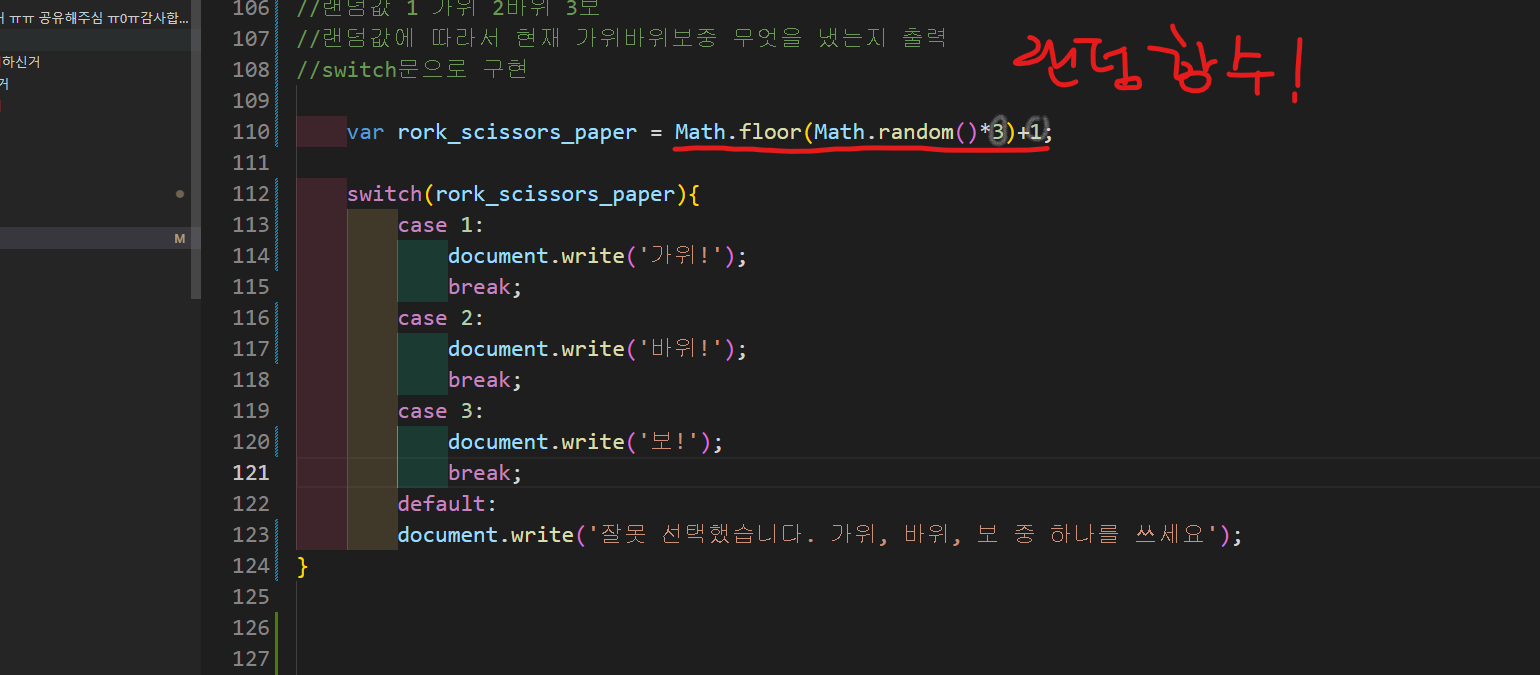 ㅠㅠ 공유해주심 ㅠ0ㅠ감사합...
하신거
거
M
106 //랜덤값 1 가위 2바위 3보
107 //랜덤값에 따라서 현재 가위바위보중 무엇을 냈는지 출력
랜덤함수!
108 //switch문으로 구현
109
110 var rork_scissors_paper = Math.floor(Math.random()*3)+1;
111
112 switch(rork_scissors_paper){
113 case 1:
114 document.write('가위!');
115 break;
116 case 2:
117 document.write('바위!');
118 break;
119 case 3:
120 document.write('보!');
121 break;
122 default:
123 document.write('잘못 선택했습니다. 가위, 바위, 보 중 하나를 쓰세요');
124 }
125
126
127